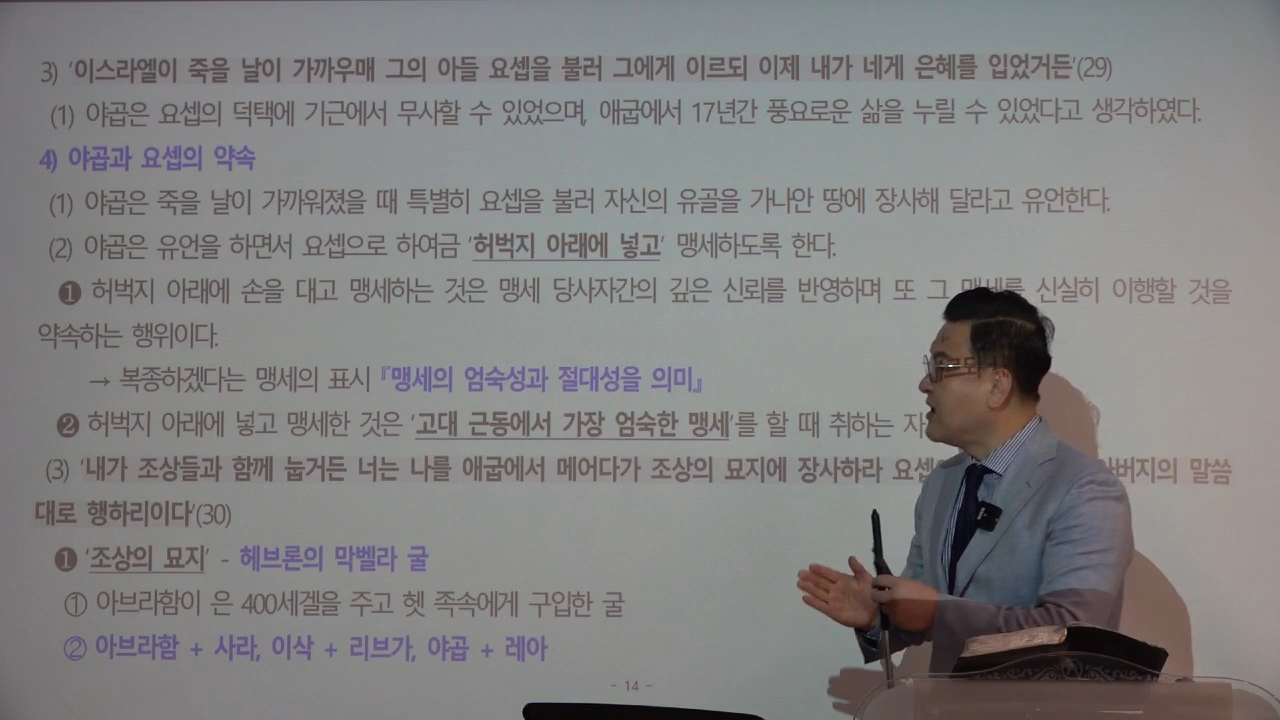 3) '이스라엘이 죽을 날이 가까우매 그의 아들 요셉을 불러 그에게 이르되 이제 내가 네게 은혜를 입었거든'(29)
(1) 야곱은 요셉의 덕택에 기근에서 무사할 수 있었으며, 애굽에서 17년간 풍요로운 삶을 누릴 수 있었다고 생각하였다.
4) 야곱과 요셉의 약속
(1) 야곱은 죽을 날이 가까워졌을 때 특별히 요셉을 불러 자신의 유골을 가나안 땅에 장사해 달라고 유언한다.
(2) 야곱은 유언을 하면서 요셉으로 하여금 '허벅지 아래에 넣고' 맹세하도록 한다.
❶ 허벅지 아래에 손을 대고 맹세하는 것은 맹세 당사자간의 깊은 신뢰를 반영하며 또 그 맹세를 신실히 이행할 것을
약속하는 행위이다.
→ 복종하겠다는 맹세의 표시 『맹세의 엄숙성과 절대성을 의미』
❷ 허벅지 아래에 넣고 맹세한 것은 '고대 근동에서 가장 엄숙한 맹세'를 할 때 취하는
(3) '내가 조상들과 함께 눕거든 너는 나를 애굽에서 메어다가 조상의 묘지에 장사하라 말씀
대로 행하리이다'(30)
❶ '조상의 묘지' - 헤브론의 막벨라 굴
① 아브라함이 은 400세겔을 주고 헷 족속에게 구입한 굴
② 아브라함 + 사라, 이삭 + 리브가, 야곱 + 레아
- 14 -